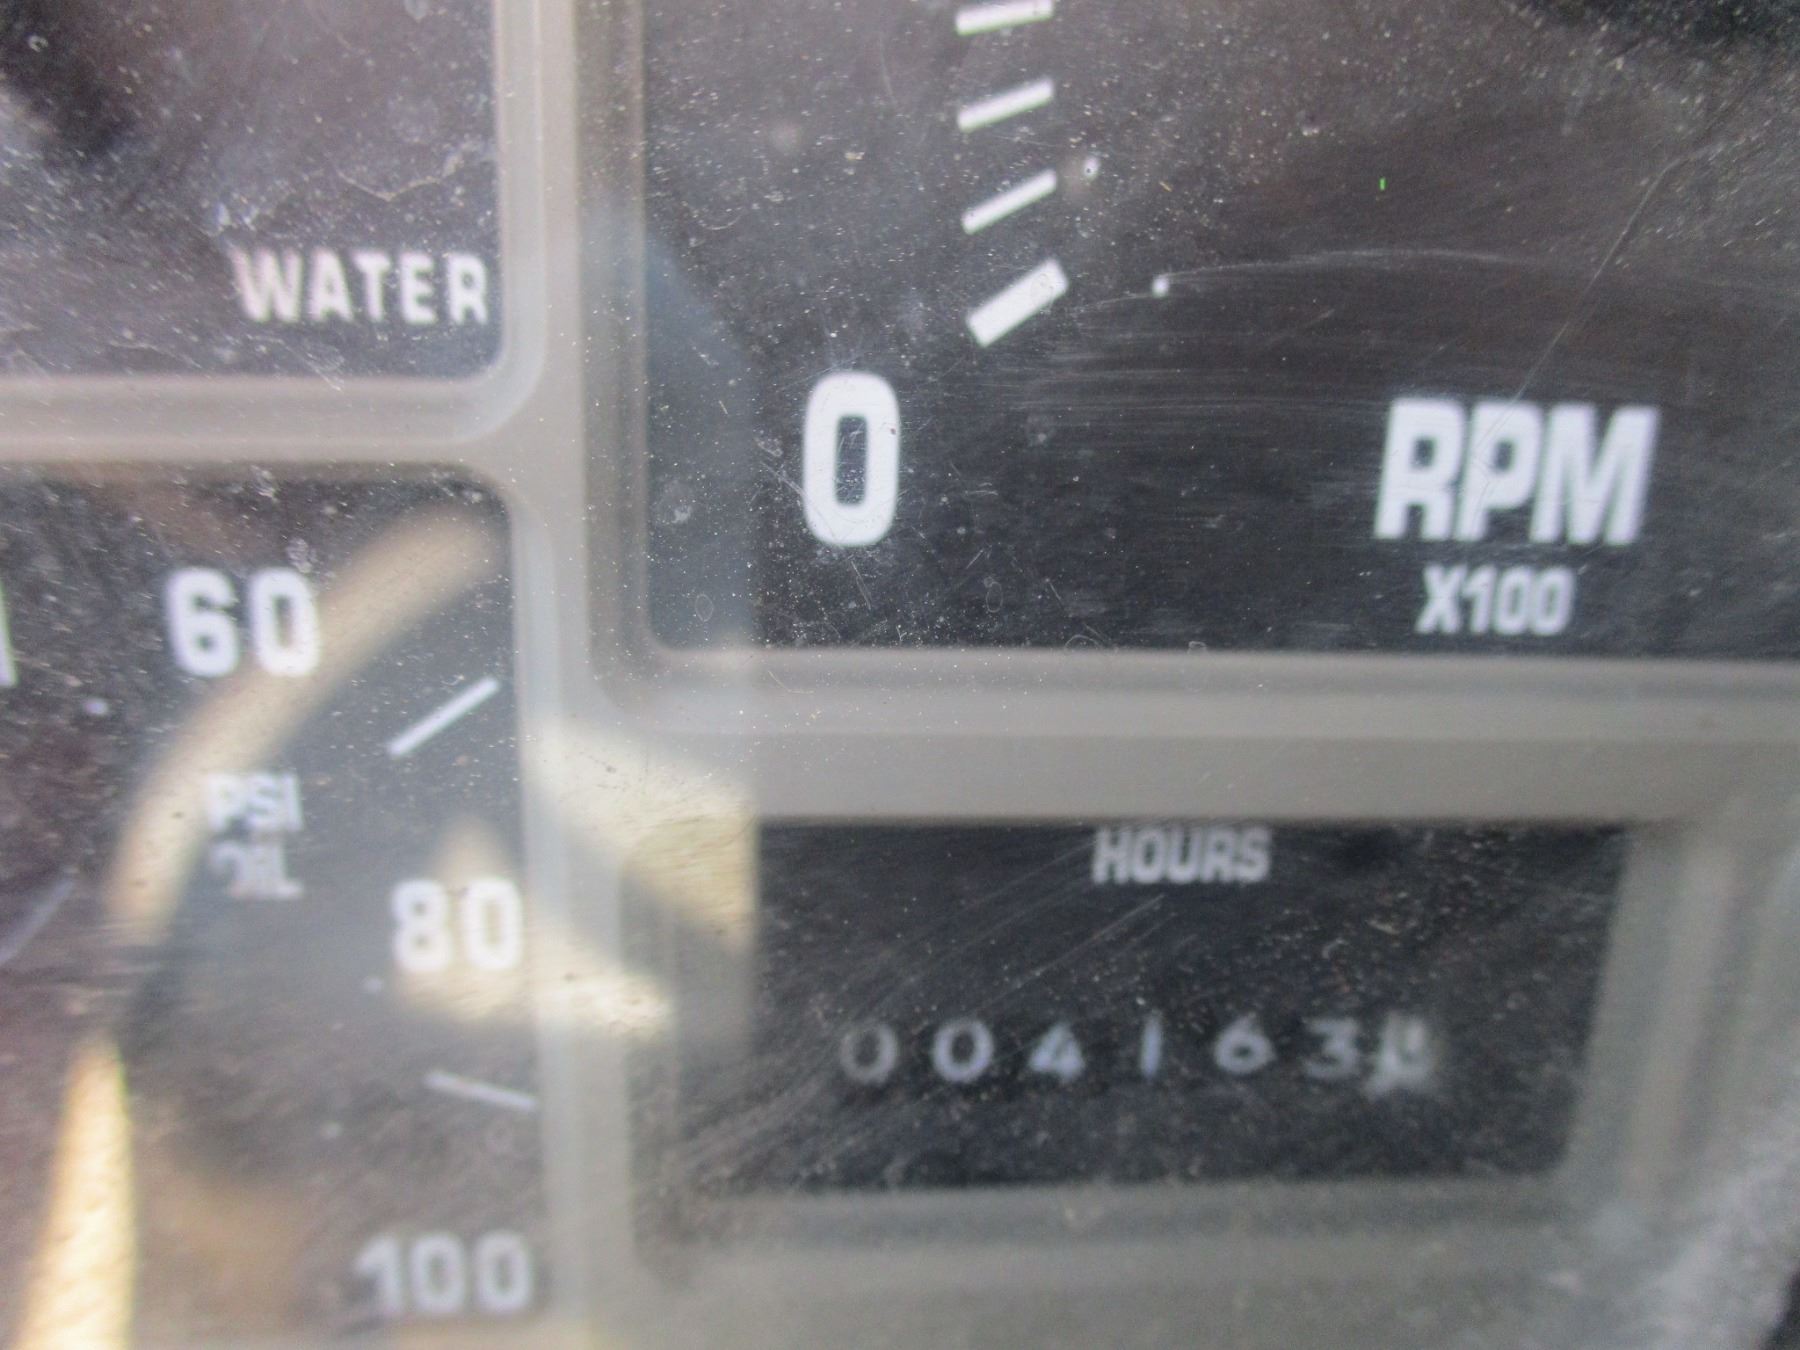 WATER
0
RPM
X100
60
PSI
OIL
80
100
HOURS
004163